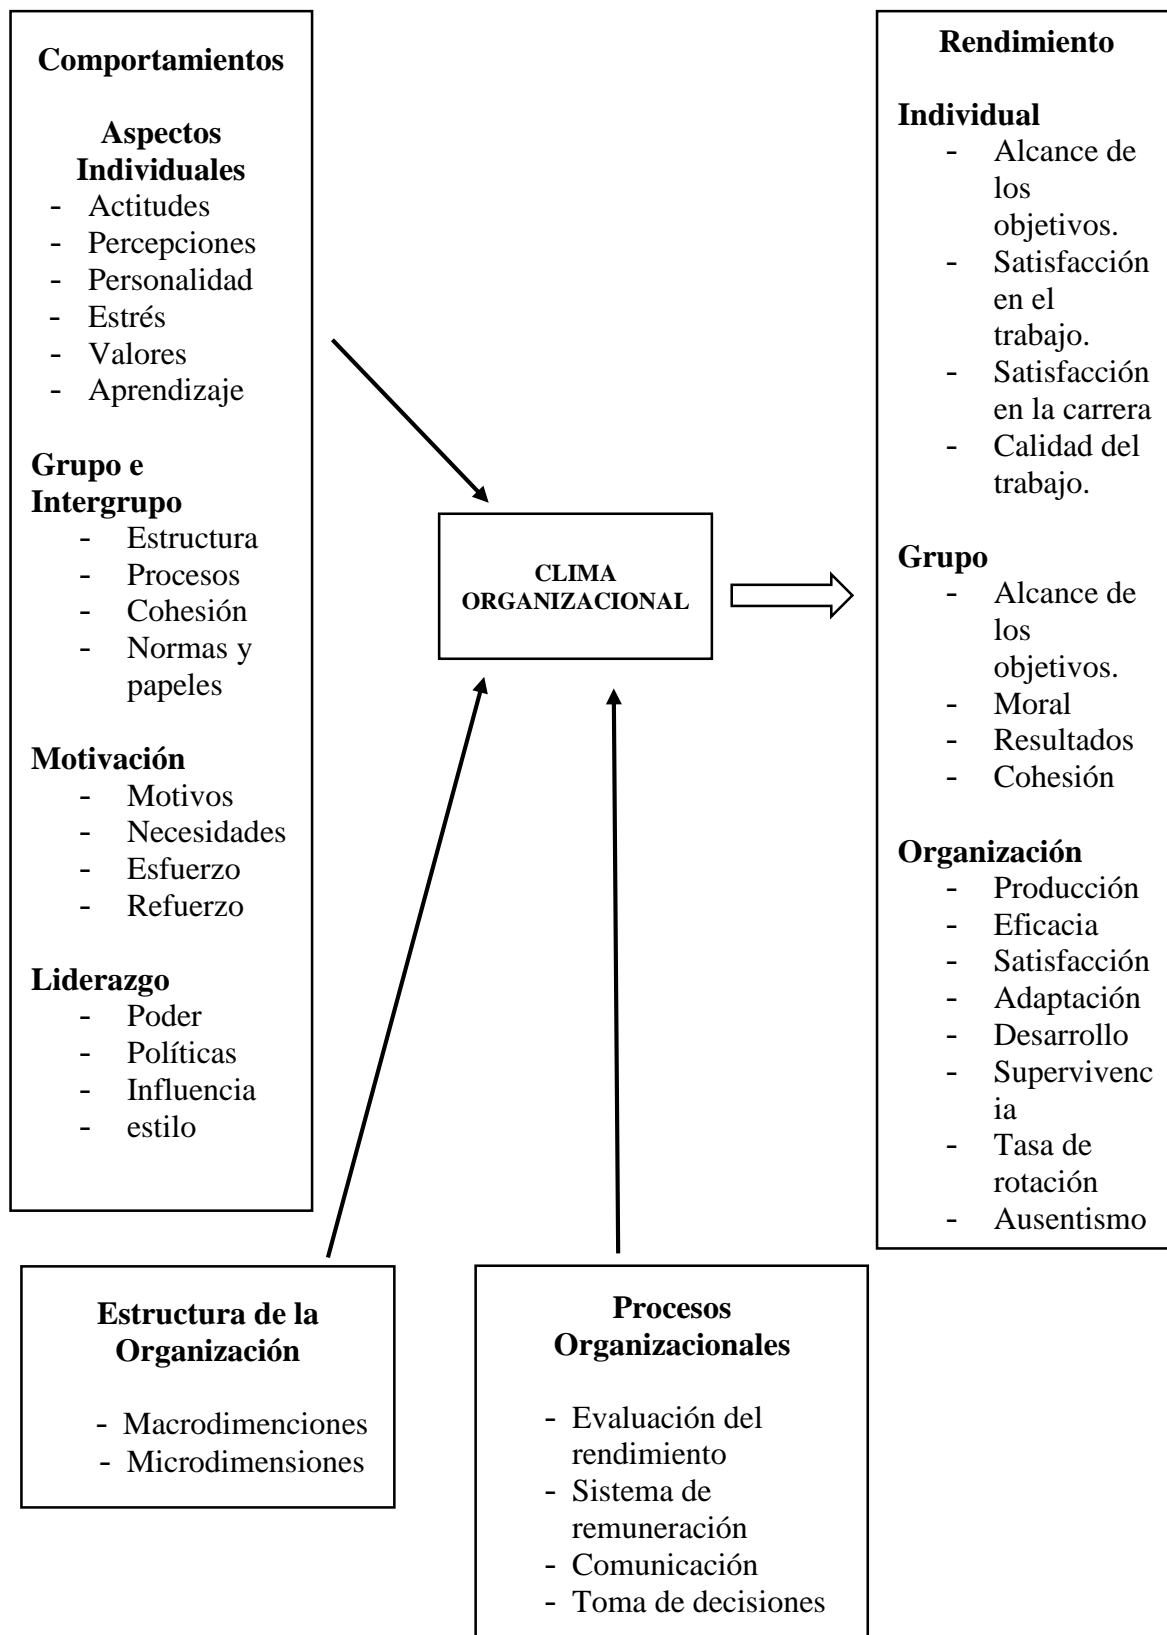 Comportamientos
Aspectos
Individuales
- Actitudes
- Percepciones
- Personalidad
- Estrés
- Valores
- Aprendizaje
Grupo e
Intergrupo
- Estructura
- Procesos
- Cohesión
- Normas y
papeles
Motivación
- Motivos
- Necesidades
- Esfuerzo
- Refuerzo
Liderazgo
- Poder
- Políticas
- Influencia
- estilo
CLIMA
ORGANIZACIONAL
Rendimiento
Individual
- Alcance de
los
objetivos.
- Satisfacción
en el
trabajo.
- Satisfacción
en la carrera
- Calidad del
trabajo.
Grupo
- Alcance de
los
objetivos.
- Moral
- Resultados
- Cohesión
Organización
- Producción
- Eficacia
- Satisfacción
- Adaptación
- Desarrollo
- Supervivenc
ia
- Tasa de
rotación
- Ausentismo
Estructura de la
Organización
- Macrodimenciones
- Microdimensiones
Procesos
Organizacionales
- Evaluación del
rendimiento
- Sistema de
remuneración
- Comunicación
- Toma de decisiones